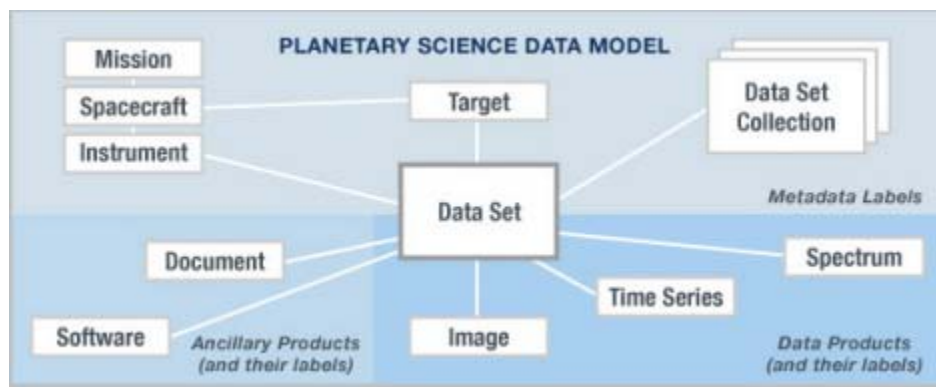 PLANETARY SCIENCE DATA MODEL
Mission
Spacecraft
Instrument
Target
Data Set
Collection
Metadata Labels
Data Set
Document
Software
Ancillary Products
(and their labels)
Image
Time Series
Spectrum
Data Products
(and their labels)